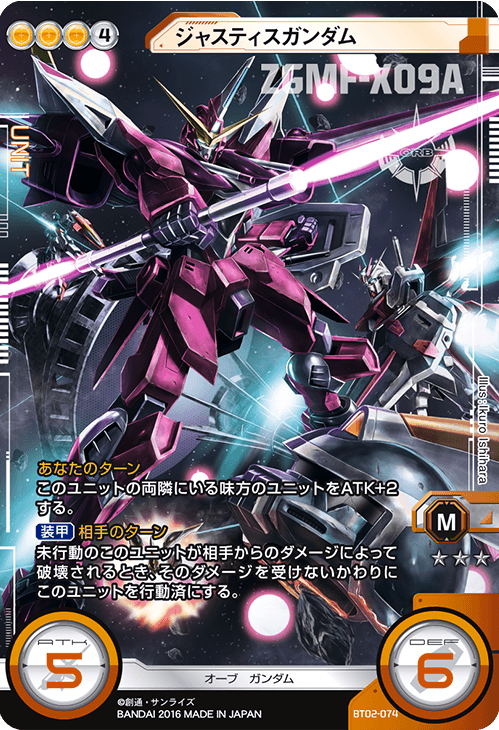 4
ジャスティスガンダム
ZGMF-X09A
UNIT
ORB
Illus:Ikuro Ishihara
あなたのターン
このユニットの両隣にいる味方のユニットをATK+2
する。
装甲 相手のターン
未行動のこのユニットが相手からのダメージによって
破壊されるとき、そのダメージを受けないかわりに
このユニットを行動済にする。
M
ATK
5
DEF
6
オーブ ガンダム
©創通・サンライズ
BANDAI 2016 MADE IN JAPAN
BT02-074